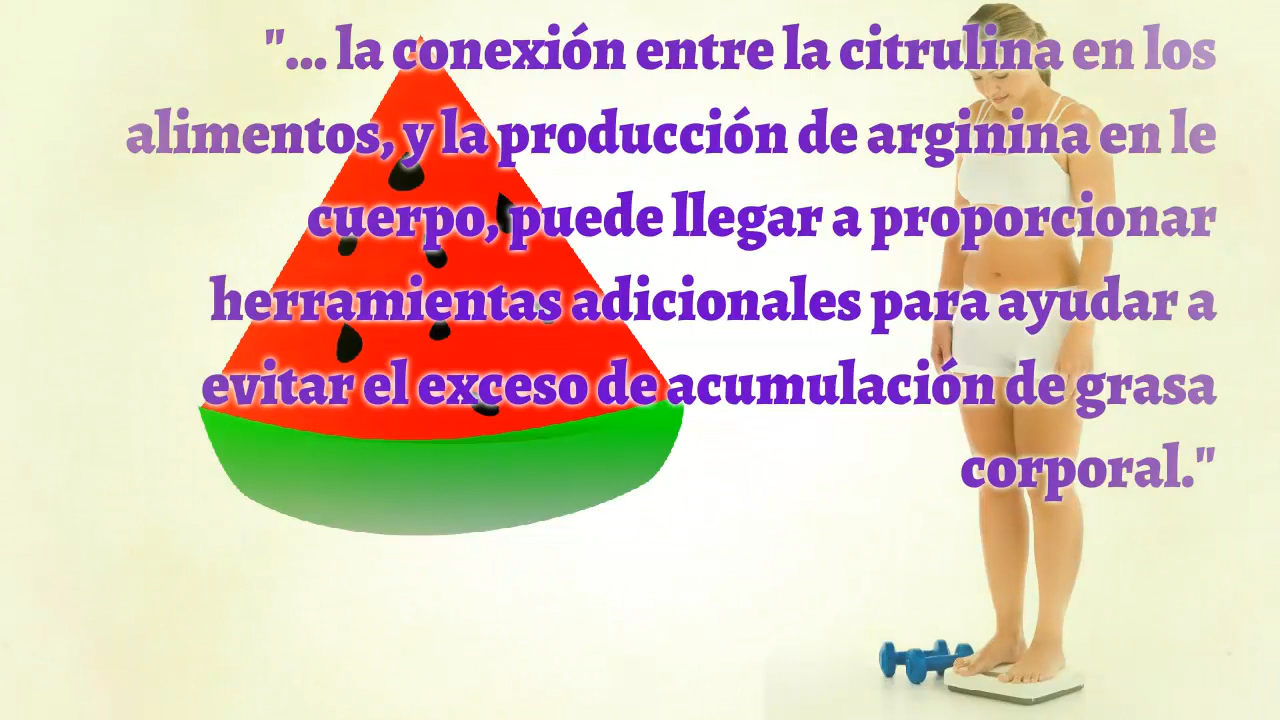 "... la conexión entre la citrulina en los
alimentos, y la producción de arginina en le
cuerpo, puede llegar a proporcionar
herramientas adicionales para ayudar a
evitar el exceso de acumulación de grasa
corporal."